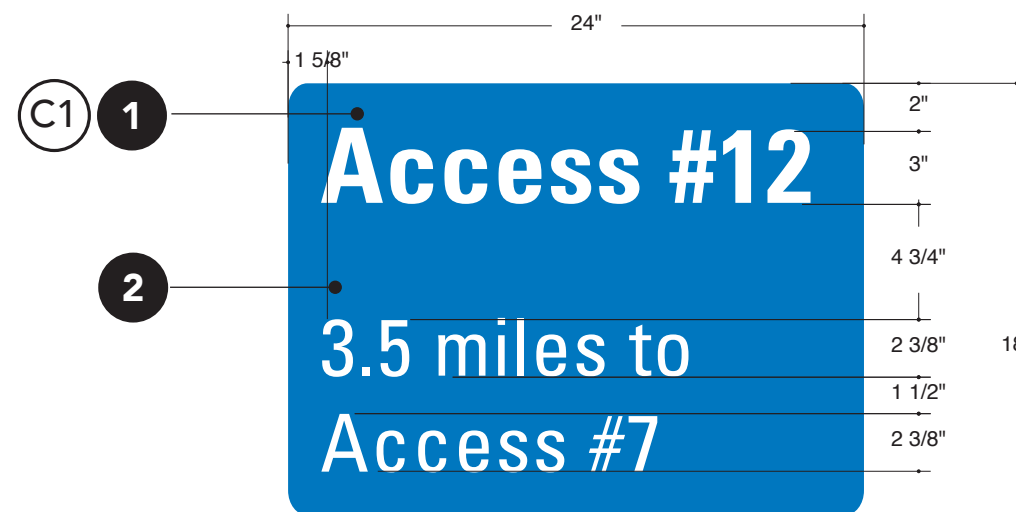 24"
1 5/8"
C1 1
2"
Access #12
3"
2
4 3/4"
3.5 miles to
2 3/8"
18
1 1/2"
Access #7
2 3/8"